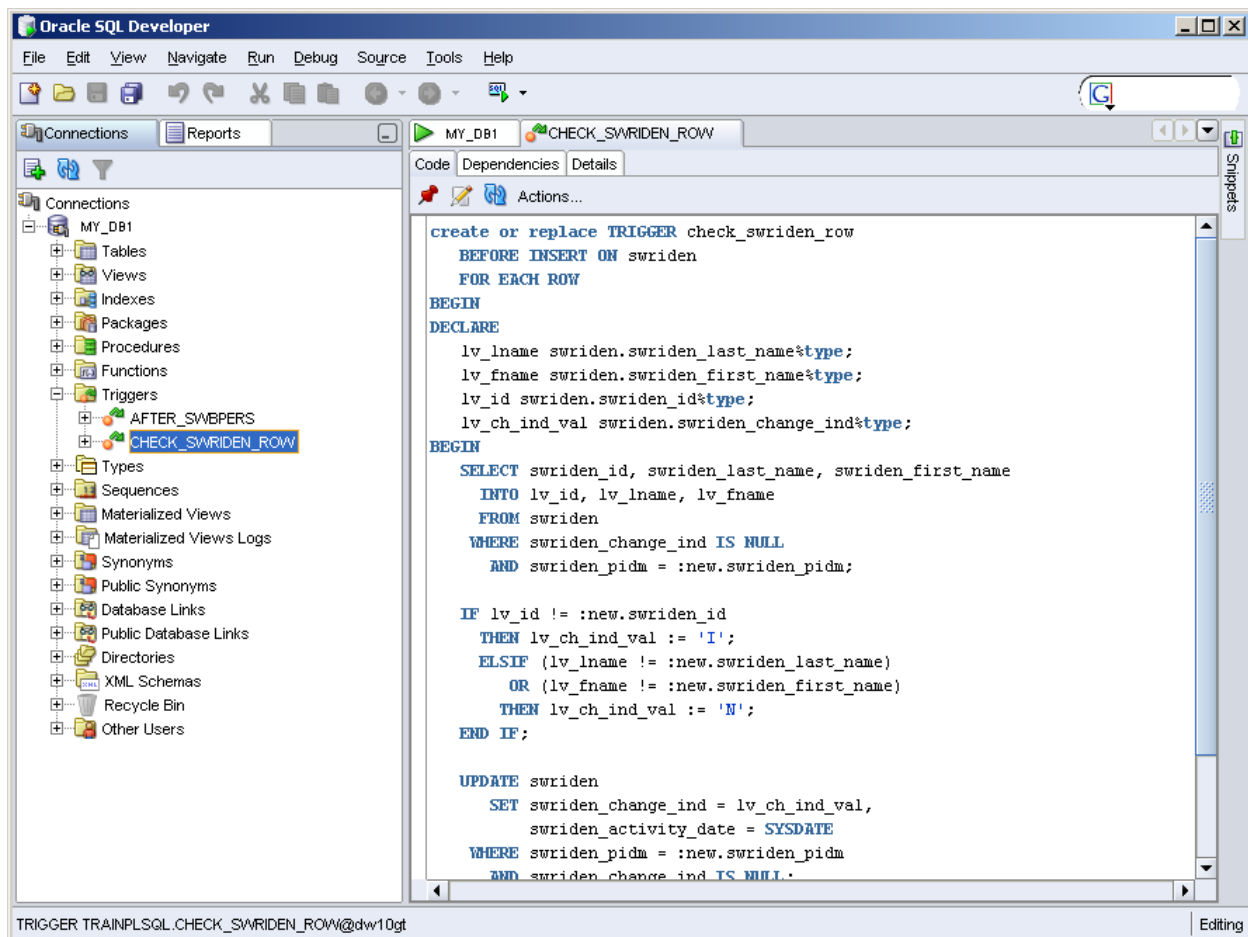 Oracle SQL Developer
File Edit View Navigate Run Debug Source Tools Help
Connections Reports
MY_DB1 CHECK_SWRIDEN_ROW
Code Dependencies Details
Actions...
Snippets
Connections
MY_DB1
Tables
Views
Indexes
Packages
Procedures
Functions
Triggers
AFTER_SWBPERS
CHECK_SWRIDEN_ROW
Types
Sequences
Materialized Views
Materialized Views Logs
Synonyms
Public Synonyms
Database Links
Public Database Links
Directories
XML Schemas
Recycle Bin
Other Users
create or replace TRIGGER check_swriden_row
BEFORE INSERT ON swriden
FOR EACH ROW
BEGIN
DECLARE
lv_lname swriden.swriden_last_name%type;
lv_fname swriden.swriden_first_name%type;
lv_id swriden.swriden_id%type;
lv_ch_ind_val swriden.swriden_change_ind%type;
BEGIN
SELECT swriden_id, swriden_last_name, swriden_first_name
INTO lv_id, lv_lname, lv_fname
FROM swriden
WHERE swriden_change_ind IS NULL
AND swriden_pidm = :new.swriden_pidm;
IF lv_id != :new.swriden_id
THEN lv_ch_ind_val := 'I';
ELSIF (lv_lname != :new.swriden_last_name)
OR (lv_fname != :new.swriden_first_name)
THEN lv_ch_ind_val := 'N';
END IF;
UPDATE swriden
SET swriden_change_ind = lv_ch_ind_val,
swriden_activity_date = SYSDATE
WHERE swriden_pidm = :new.swriden_pidm
AND swriden_change_ind IS NULL;
TRIGGER TRAINPLSQL.CHECK_SWRIDEN_ROW@dw10gt
Editing